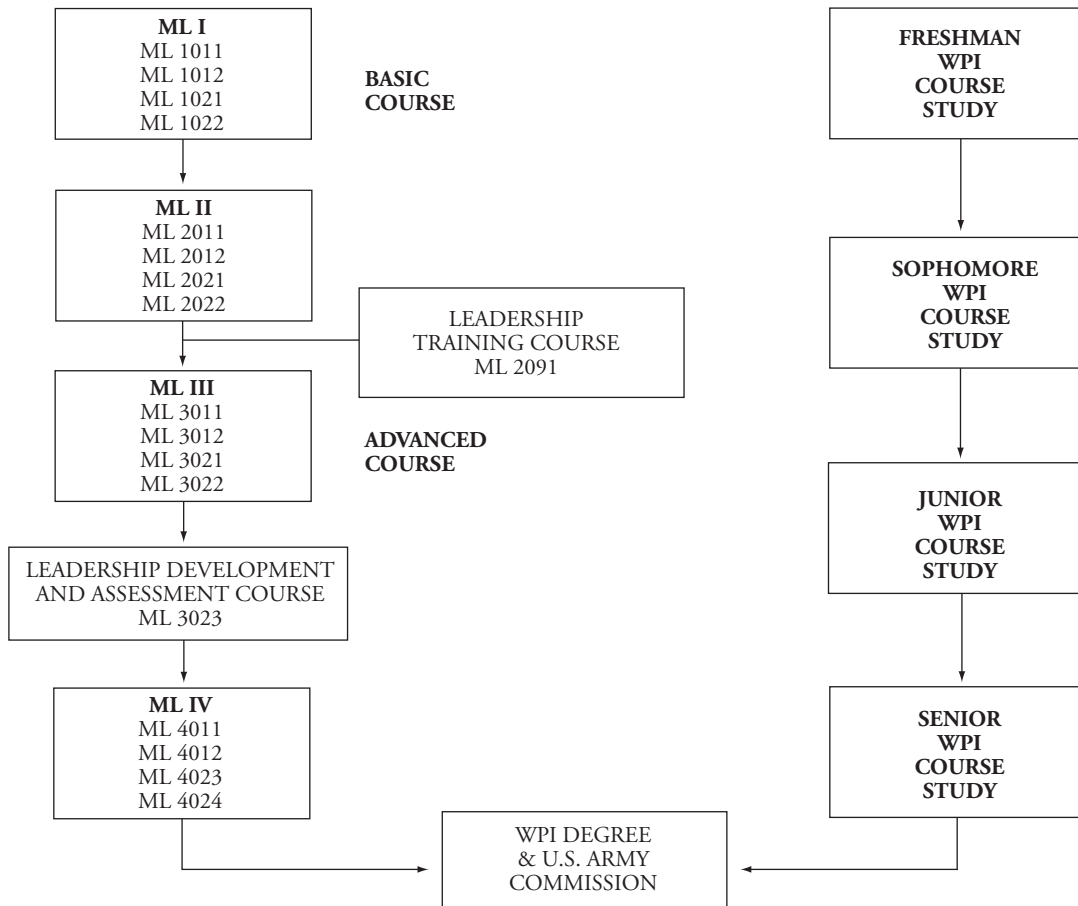 ML I
ML 1011
ML 1012
ML 1021
ML 1022
BASIC
COURSE
FRESHMAN
WPI
COURSE
STUDY
ML II
ML 2011
ML 2012
ML 2021
ML 2022
SOPHOMORE
WPI
COURSE
STUDY
LEADERSHIP
TRAINING COURSE
ML 2091
ML III
ML 3011
ML 3012
ML 3021
ML 3022
ADVANCED
COURSE
JUNIOR
WPI
COURSE
STUDY
LEADERSHIP DEVELOPMENT
AND ASSESSMENT COURSE
ML 3023
ML IV
ML 4011
ML 4012
ML 4023
ML 4024
SENIOR
WPI
COURSE
STUDY
WPI DEGREE
& U.S. ARMY
COMMISSION